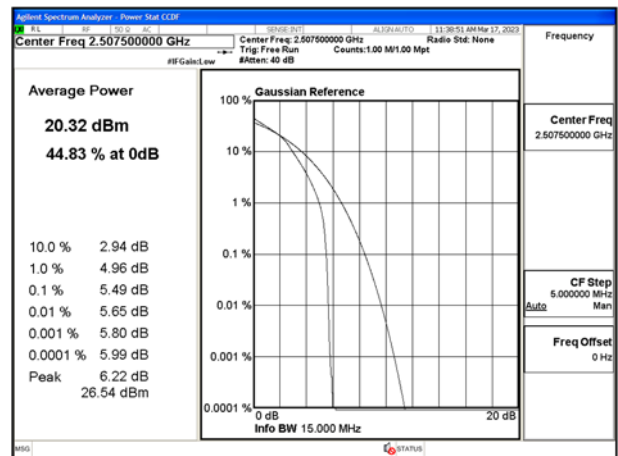 Agilent Spectrum Analyzer - Power Stat CCDF
RL RF 50 Ω AC SENSE:INT ALIGN AUTO 11:38:51 AM Mar 17, 2023
Center Freq 2.507500000 GHz
Center Freq: 2.507500000 GHz Radio Std: None
Trig: Free Run Counts:1.00 M/1.00 Mpt
#IFGain:Low #Atten: 40 dB
Frequency
Average Power
20.32 dBm
44.83 % at 0dB
10.0 % 2.94 dB
1.0 % 4.96 dB
0.1 % 5.49 dB
0.01 % 5.65 dB
0.001 % 5.80 dB
0.0001 % 5.99 dB
Peak 6.22 dB
26.54 dBm
Gaussian Reference
100 %
10 %
1 %
0.1 %
0.01 %
0.001 %
0.0001 %
0 dB 20 dB
Info BW 15.000 MHz
Center Freq
2.507500000 GHz
CF Step
5.000000 MHz
Auto Man
Freq Offset
0 Hz
MSG STATUS